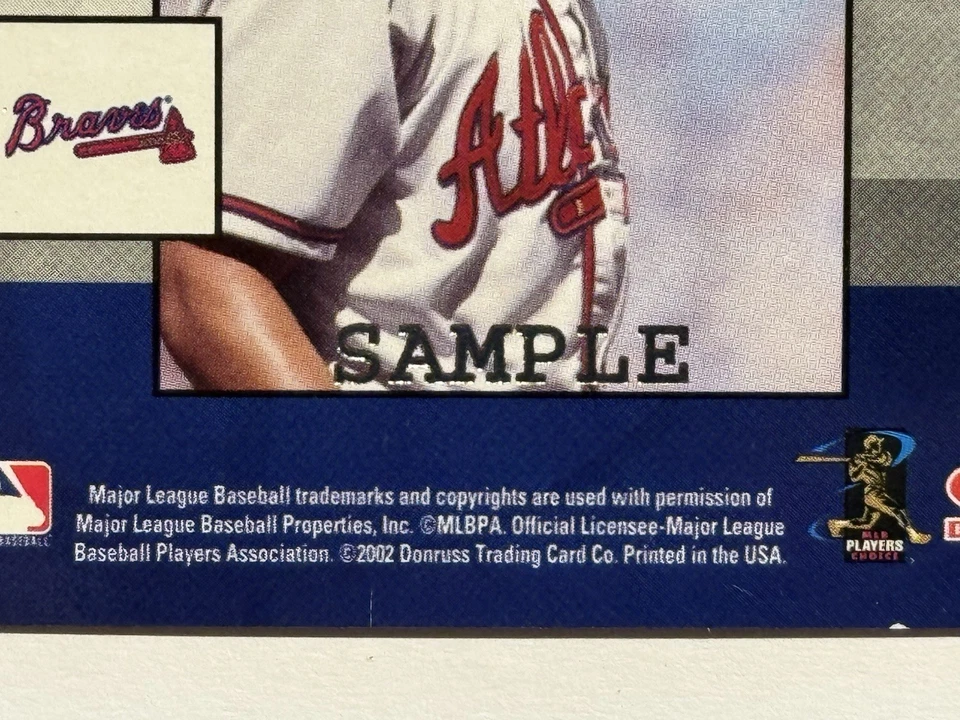 Braves
Atla
SAMPLE
Major League Baseball trademarks and copyrights are used with permission of
Major League Baseball Properties, Inc. ©MLBPA. Official Licensee-Major League
Baseball Players Association. ©2002 Donruss Trading Card Co. Printed in the USA.
BASEBALL
MLB
PLAYERS
CHOICE